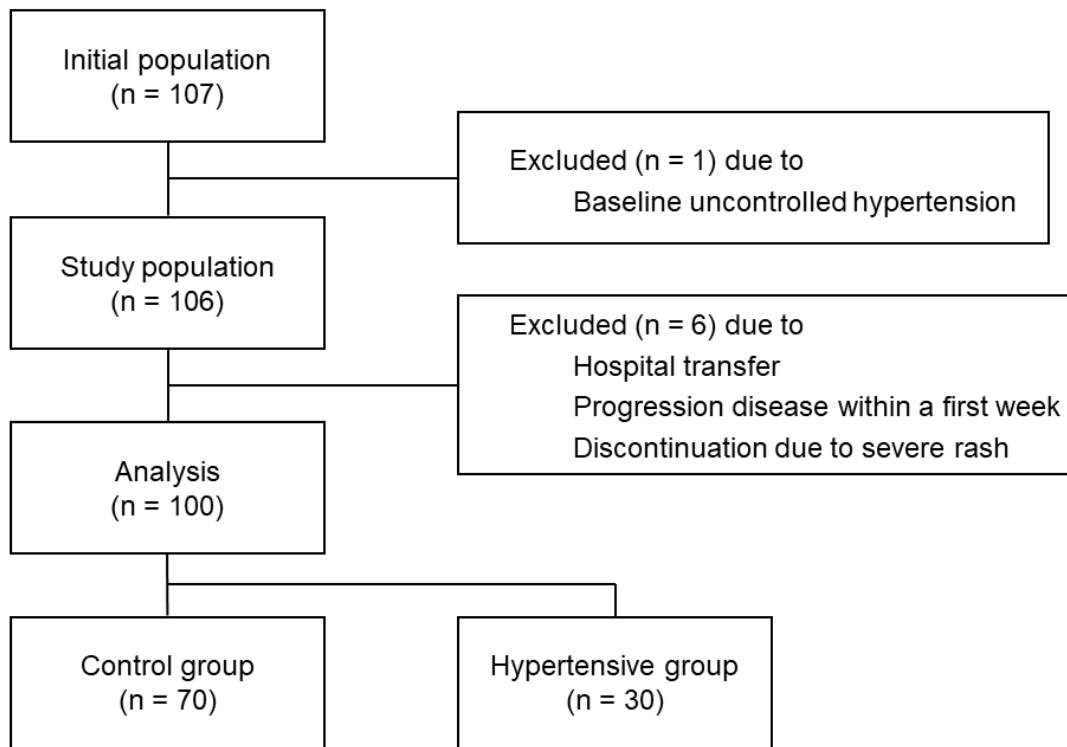 Initial population
(n = 107)
Excluded (n = 1) due to
Baseline uncontrolled hypertension
Study population
(n = 106)
Excluded (n = 6) due to
Hospital transfer
Progression disease within a first week
Discontinuation due to severe rash
Analysis
(n = 100)
Control group
(n = 70)
Hypertensive group
(n = 30)